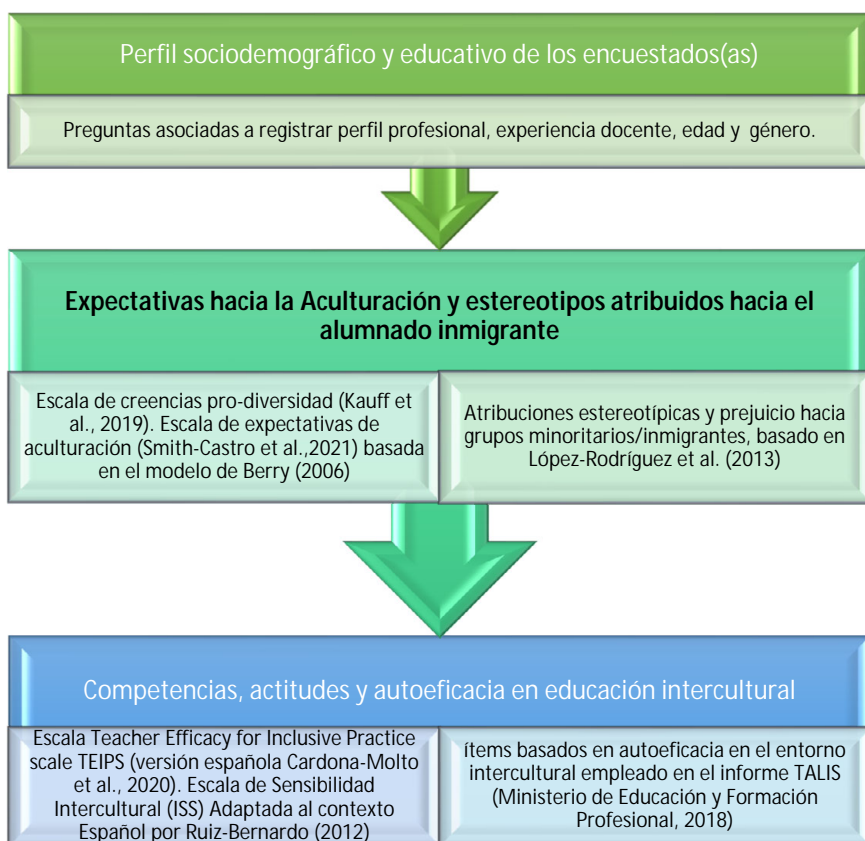 Perfil sociodemográfico y educativo de los encuestados(as)
Preguntas asociadas a registrar perfil profesional, experiencia docente, edad y género.
Expectativas hacia la Aculturación y estereotipos atribuidos hacia el
alumnado inmigrante
Escala de creencias pro-diversidad (Kauff et
al., 2019). Escala de expectativas de
aculturación (Smith-Castro et al.,2021) basada
en el modelo de Berry (2006)
Atribuciones estereotípicas y prejuicio hacia
grupos minoritarios/inmigrantes, basado en
López-Rodríguez et al. (2013)
Competencias, actitudes y autoeficacia en educación intercultural
Escala Teacher Efficacy for Inclusive Practice
scale TEIPS (versión española Cardona-Molto
et al., 2020). Escala de Sensibilidad
Intercultural (ISS) Adaptada al contexto
Español por Ruiz-Bernardo (2012)
ítems basados en autoeficacia en el entorno
intercultural empleado en el informe TALIS
(Ministerio de Educación y Formación
Profesional, 2018)